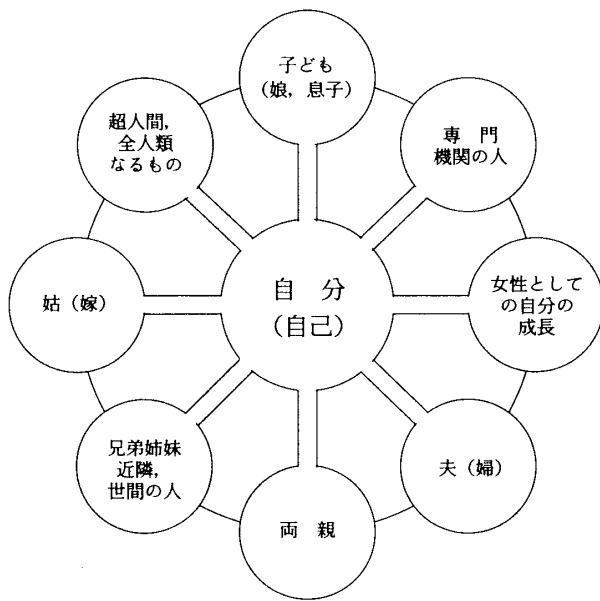 子ども
(娘,息子)
専 門
機関の人
女性として
の自分の
成長
夫(婦)
両 親
兄弟姉妹
近隣,
世間の人
姑(嫁)
超人間,
全人類
なるもの
自 分
(自己)